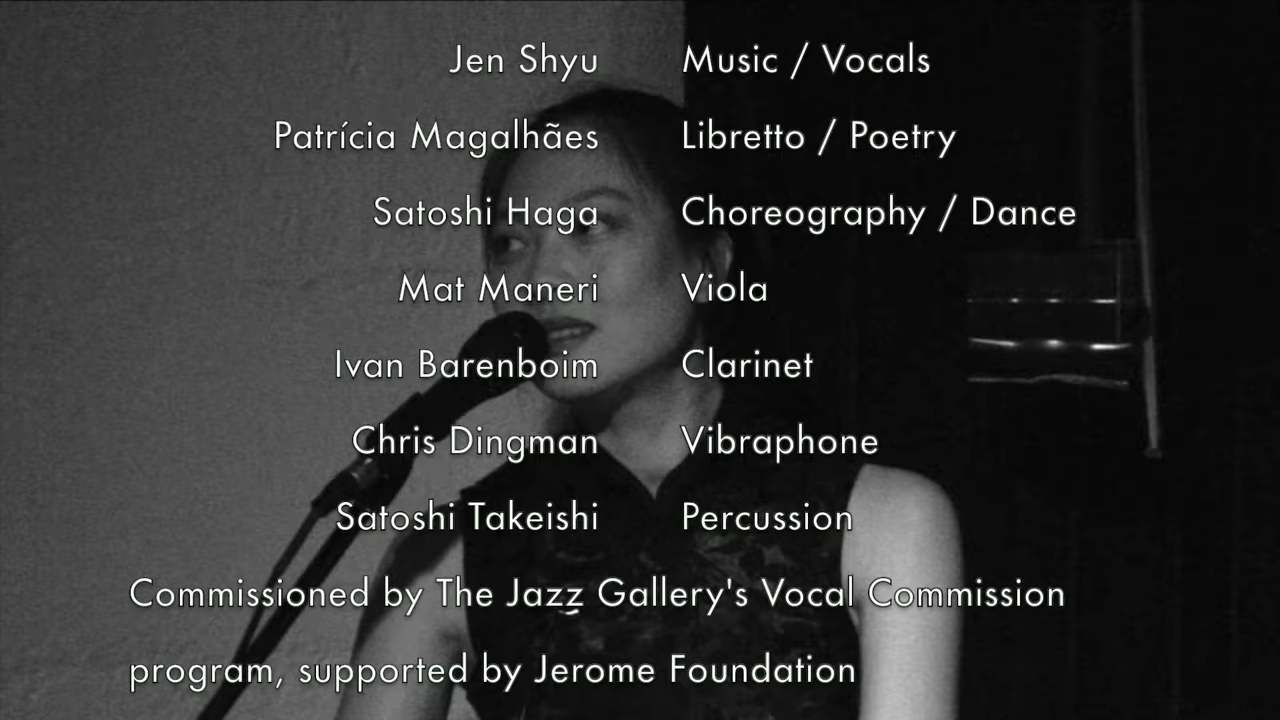 Jen Shyu Music / Vocals
Patrícia Magalhães Libretto / Poetry
Satoshi Haga Choreography / Dance
Mat Maneri Viola
Ivan Barenboim Clarinet
Chris Dingman Vibraphone
Satoshi Takeishi Percussion
Commissioned by The Jazz Gallery's Vocal Commission
program, supported by Jerome Foundation